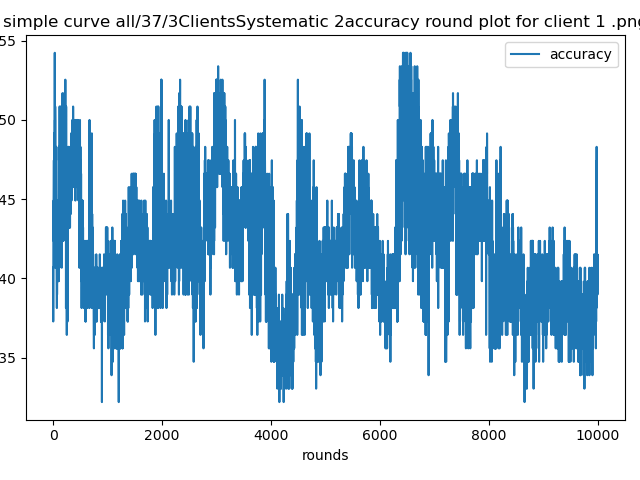 simple curve all/37/3ClientsSystematic 2accuracy round plot for client 1 .png
accuracy
55
50
45
40
35
0 2000 4000 6000 8000 10000
rounds